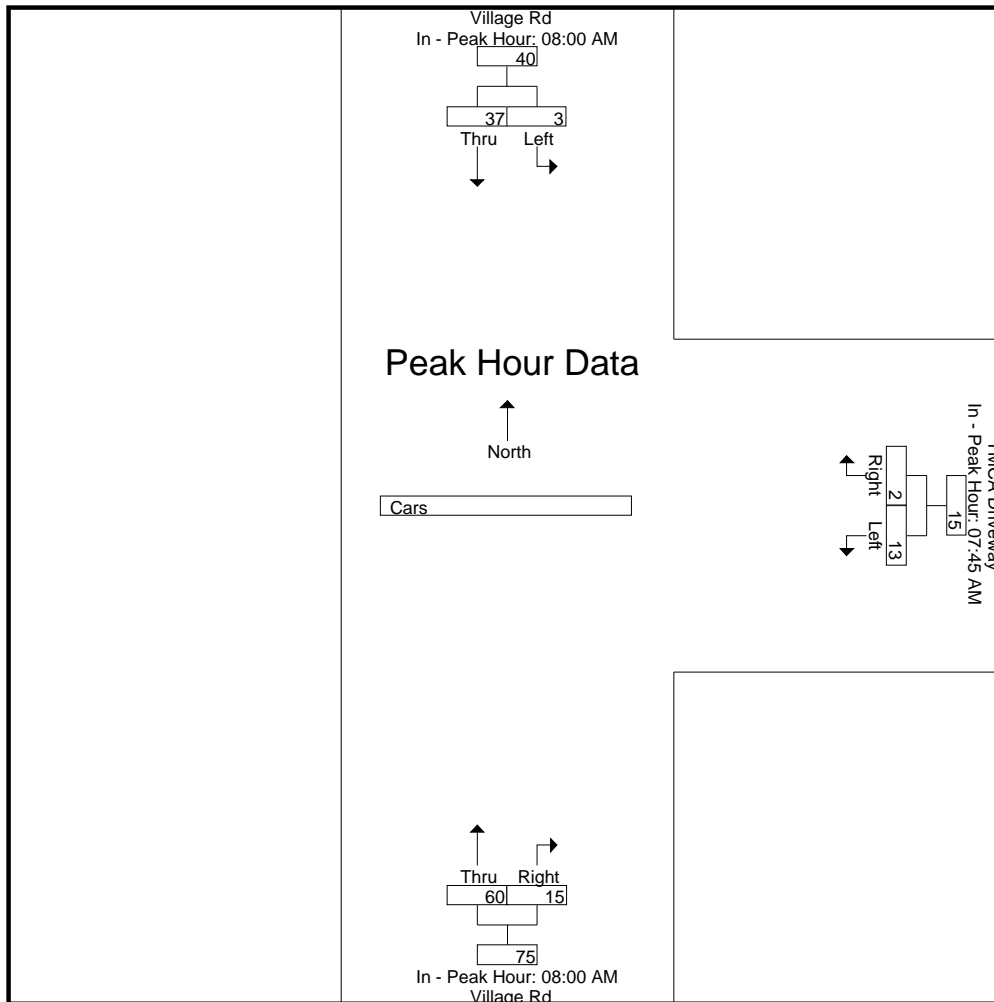 Village Rd
In - Peak Hour: 08:00 AM
40
37 3
Thru Left
Peak Hour Data
North
Cars
Right Left
2 13
15
In - Peak Hour: 07:45 AM
Driveway
Thru Right
60 15
75
In - Peak Hour: 08:00 AM
Village Rd